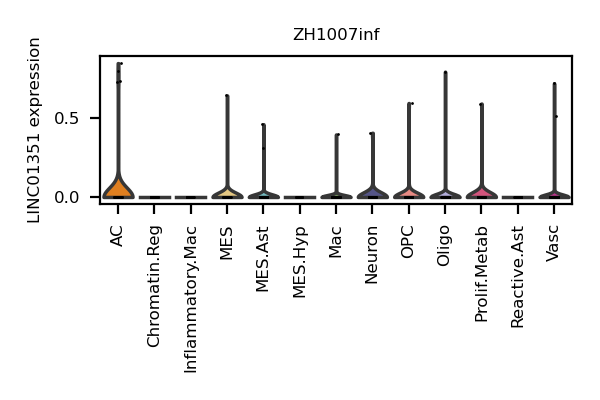 ZH1007inf
LINC01351 expression
0.5
0.0
AC
Chromatin.Reg
Inflammatory.Mac
MES
MES.Ast
MES.Hyp
Mac
Neuron
OPC
Oligo
Prolif.Metab
Reactive.Ast
Vasc